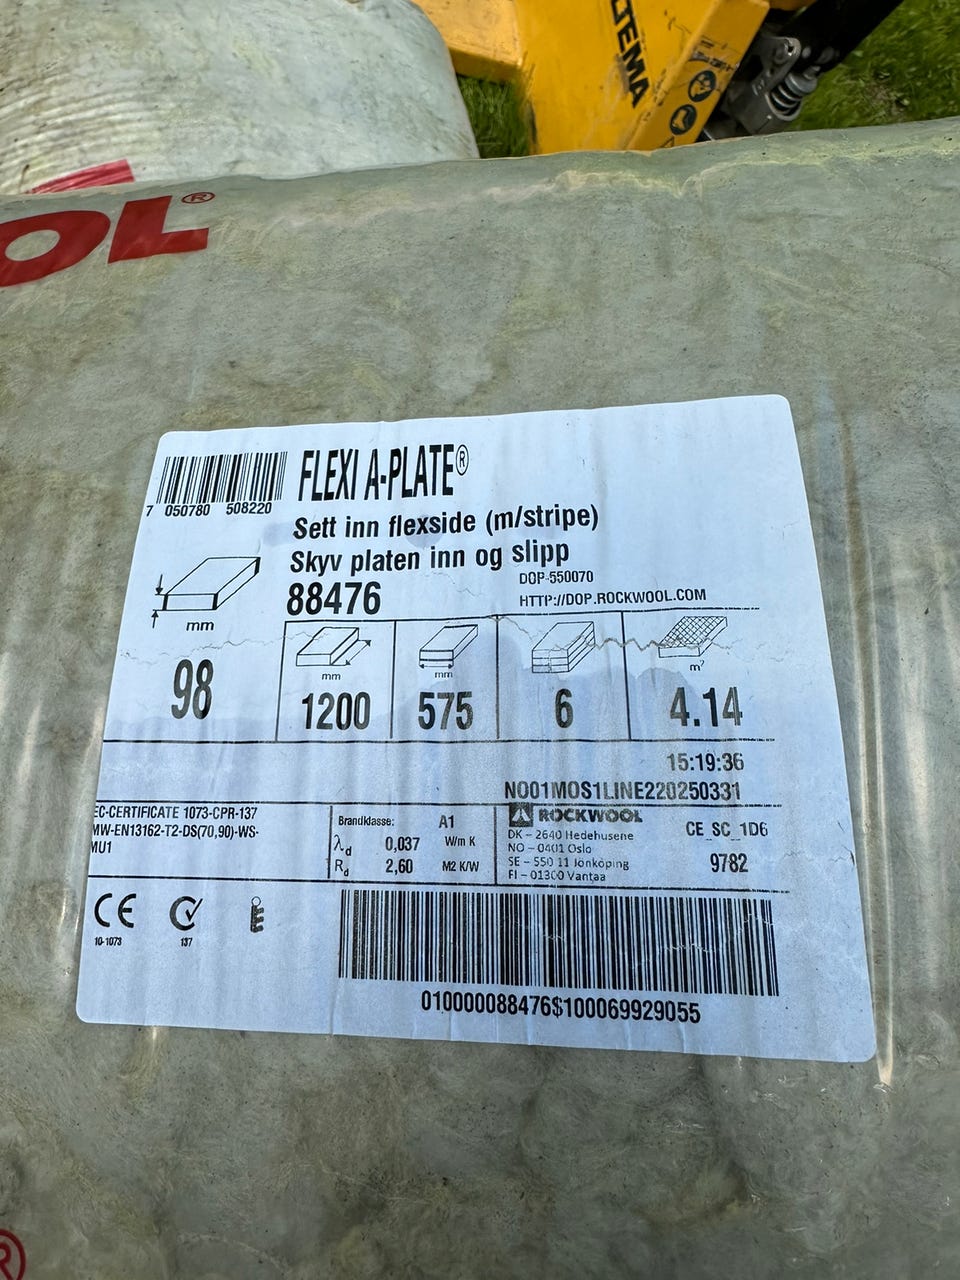 LTEMA
OL®
7 050780 508220
FLEXI A-PLATE®
Sett inn flexside (m/stripe)
Skyv platen inn og slipp
88476
DOP-550070
HTTP://DOP.ROCKWOOL.COM
mm
mm
mm
m²
98
1200
575
6
4.14
15:19:36
NO01MOS1LINE220250331
EC-CERTIFICATE 1073-CPR-137
MW-EN13162-T2-DS(70,90)-WS-
MU1
Brandklasse: A1
λd 0,037 W/m K
Rd 2,60 M2 K/W
ROCKWOOL
DK – 2640 Hedehusene
NO – 0401 Oslo
SE – 550 11 Jönköping
FI – 01300 Vantaa
CE_SC_1D6
9782
CE
10-1073
137
010000088476$100069929055
®